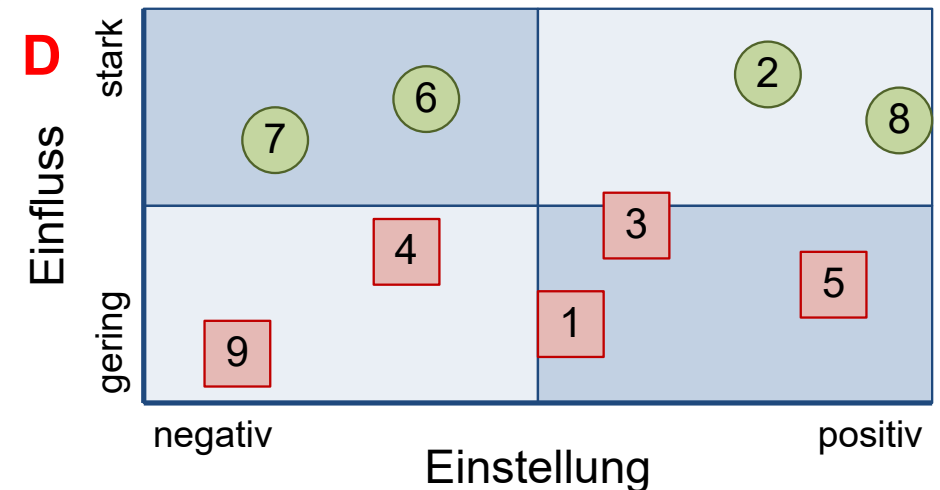 D
stark
Einfluss
gering
2
6
8
7
3
4
5
1
9
negativ
positiv
Einstellung